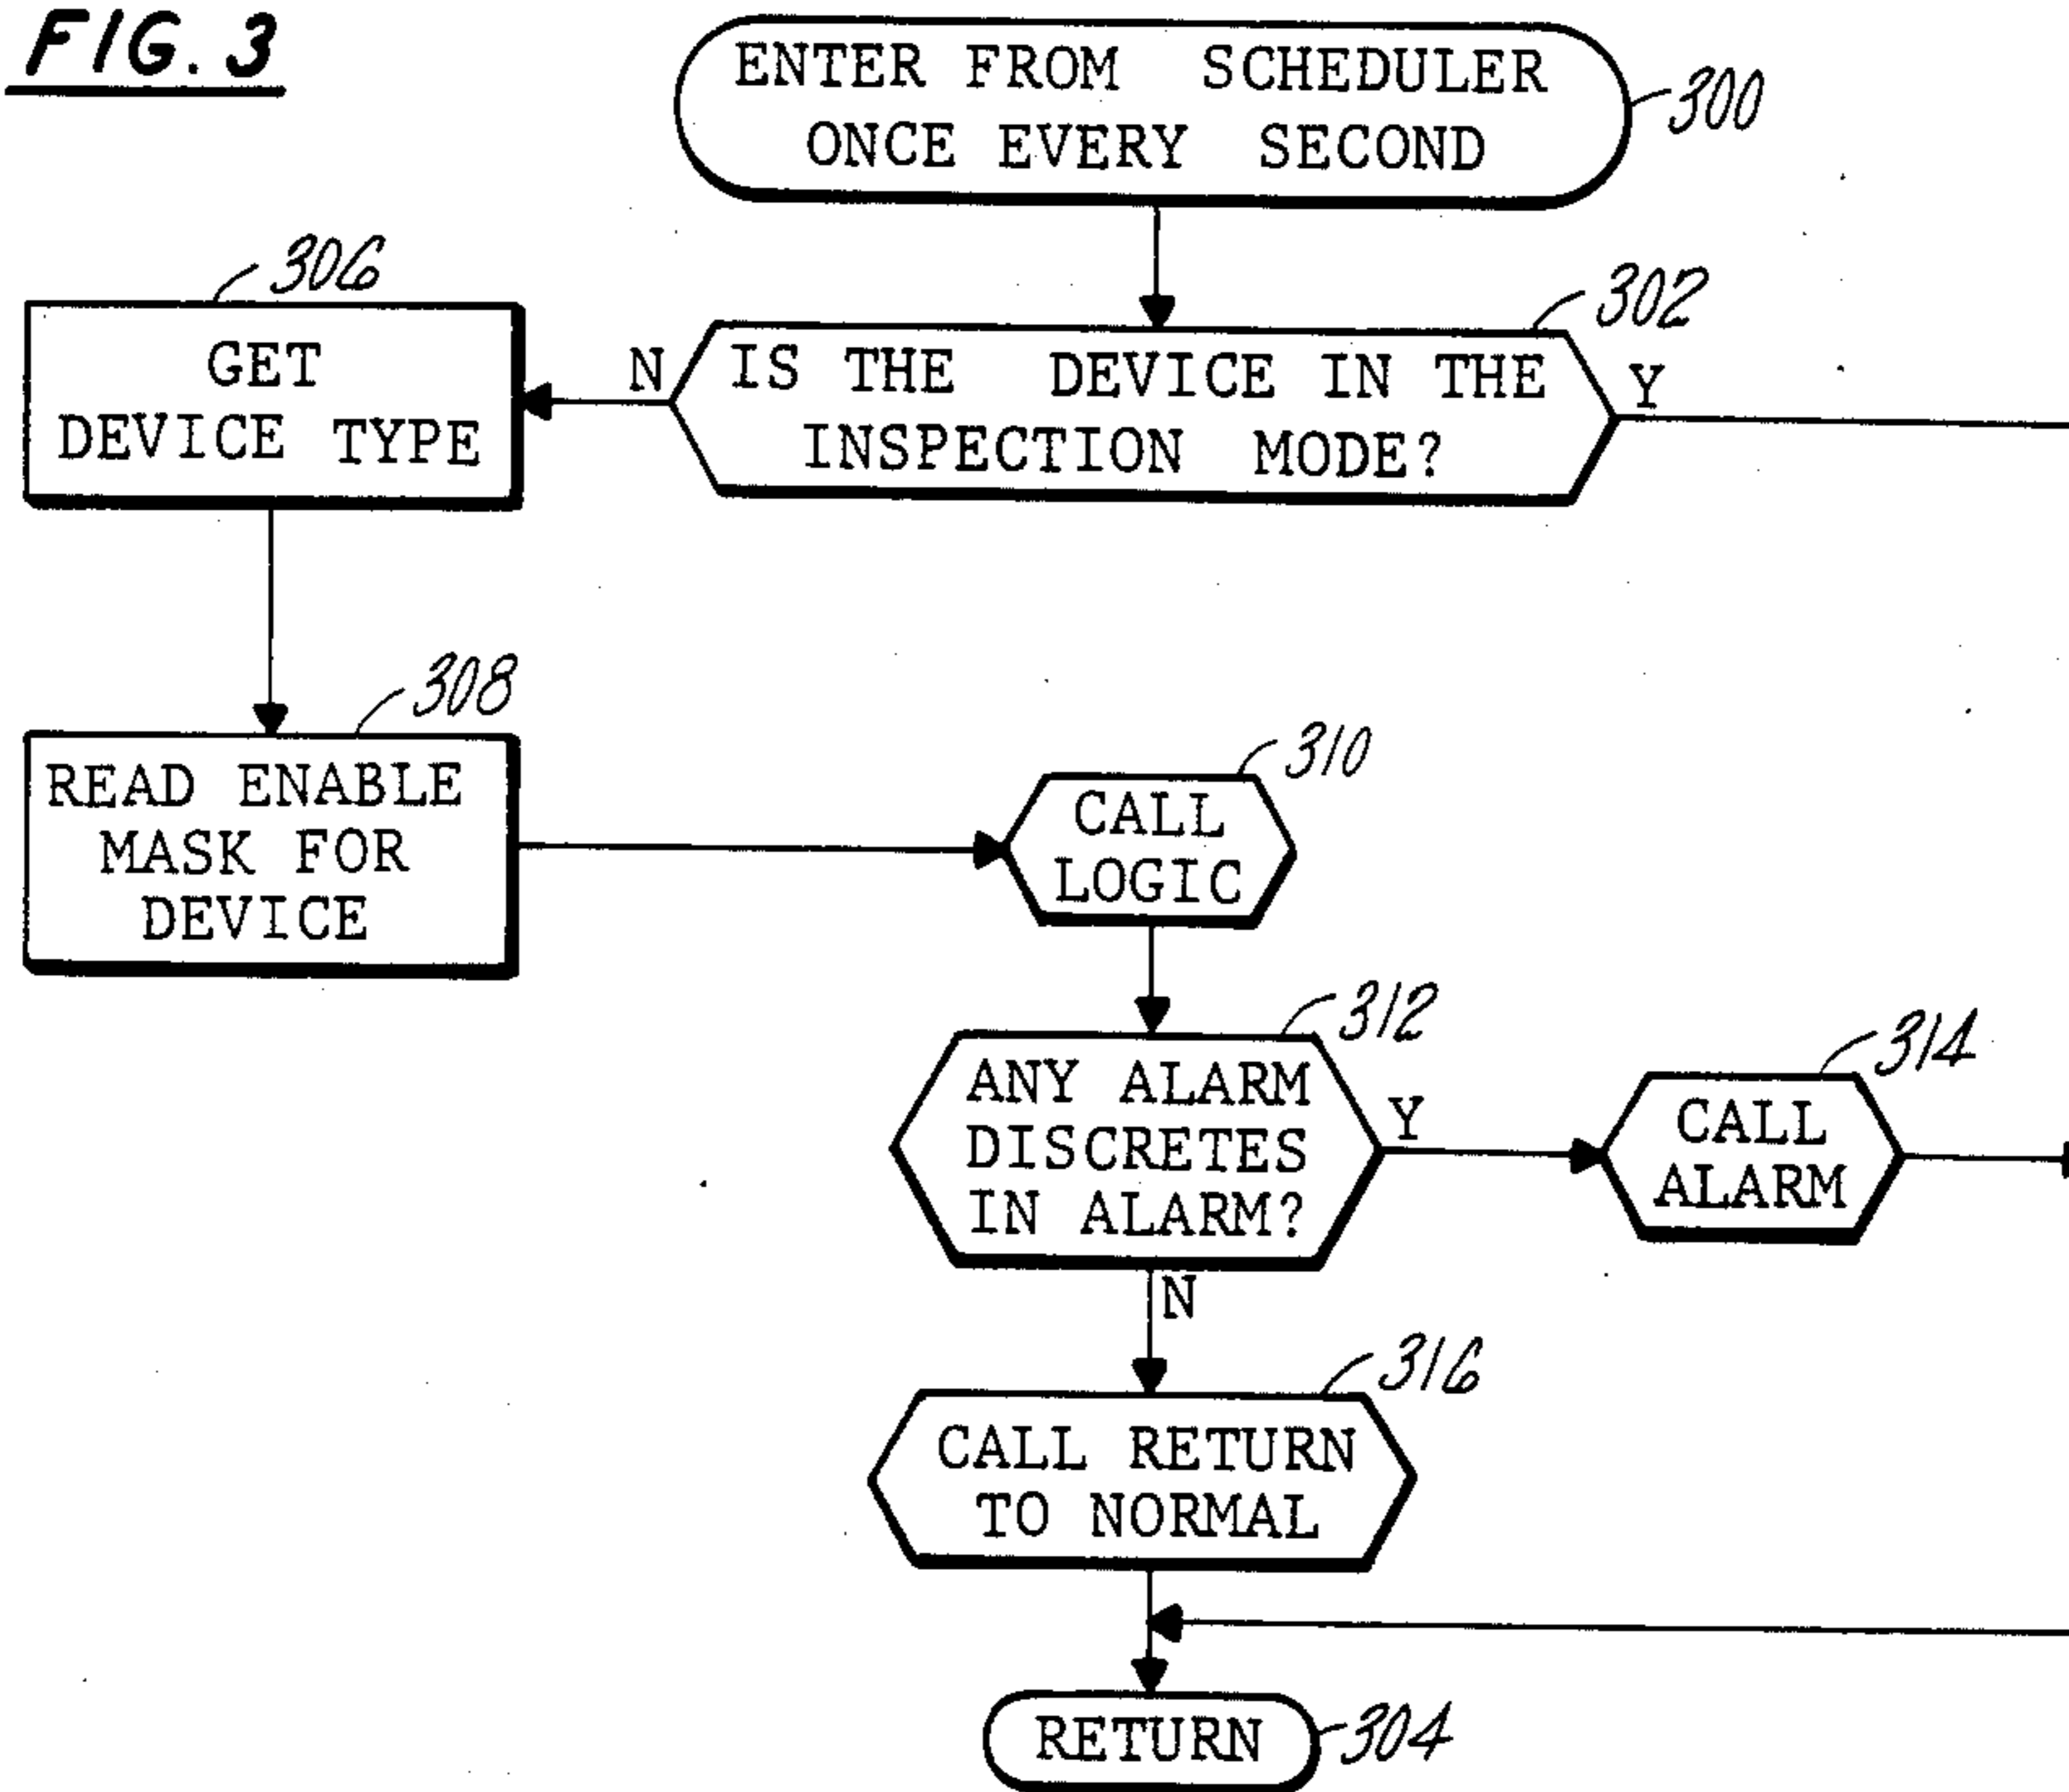 FIG. 3
ENTER FROM SCHEDULER
ONCE EVERY SECOND
300
306
302
GET
DEVICE TYPE
N
IS THE DEVICE IN THE
INSPECTION MODE?
Y
308
READ ENABLE
MASK FOR
DEVICE
310
CALL
LOGIC
312
ANY ALARM
DISCRETES
IN ALARM?
Y
314
CALL
ALARM
N
316
CALL RETURN
TO NORMAL
RETURN
304